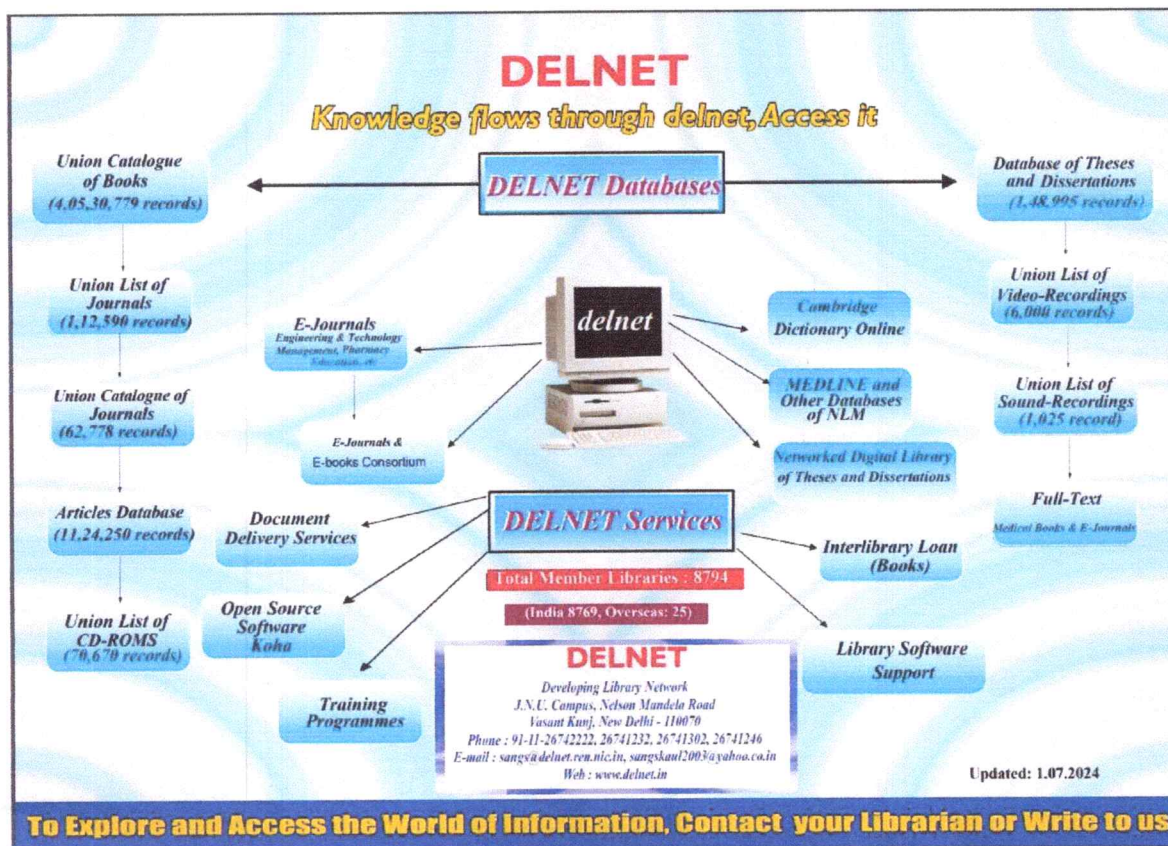 DELNET
Knowledge flows through delnet, Access it
DELNET Databases
Union Catalogue
of Books
(4,05,30,779 records)
Union List of
Journals
(1,12,590 records)
Union Catalogue of
Journals
(62,778 records)
Articles Database
(11,24,250 records)
Union List of
CD-ROMS
(70,670 records)
E-Journals
Engineering & Technology
Management, Pharmacy
Education, etc
E-Journals &
E-books Consortium
delnet
Cambridge
Dictionary Online
MEDLINE and
Other Databases
of NLM
Networked Digital Library
of Theses and Dissertations
Database of Theses
and Dissertations
(1,48,995 records)
Union List of
Video-Recordings
(6,000 records)
Union List of
Sound-Recordings
(1,025 record)
Full-Text
Medical Books & E-Journals
DELNET Services
Document
Delivery Services
Open Source
Software
Koha
Training
Programmes
Interlibrary Loan
(Books)
Library Software
Support
Total Member Libraries : 8794
(India 8769, Overseas: 25)
DELNET
Developing Library Network
J.N.U. Campus, Nelson Mandela Road
Vasant Kunj, New Delhi - 110070
Phone : 91-11-26742222, 26741232, 26741302, 26741246
E-mail : sangs@delnet.ren.nic.in, sangskaul2003@yahoo.co.in
Web : www.delnet.in
Updated: 1.07.2024
To Explore and Access the World of Information, Contact your Librarian or Write to us